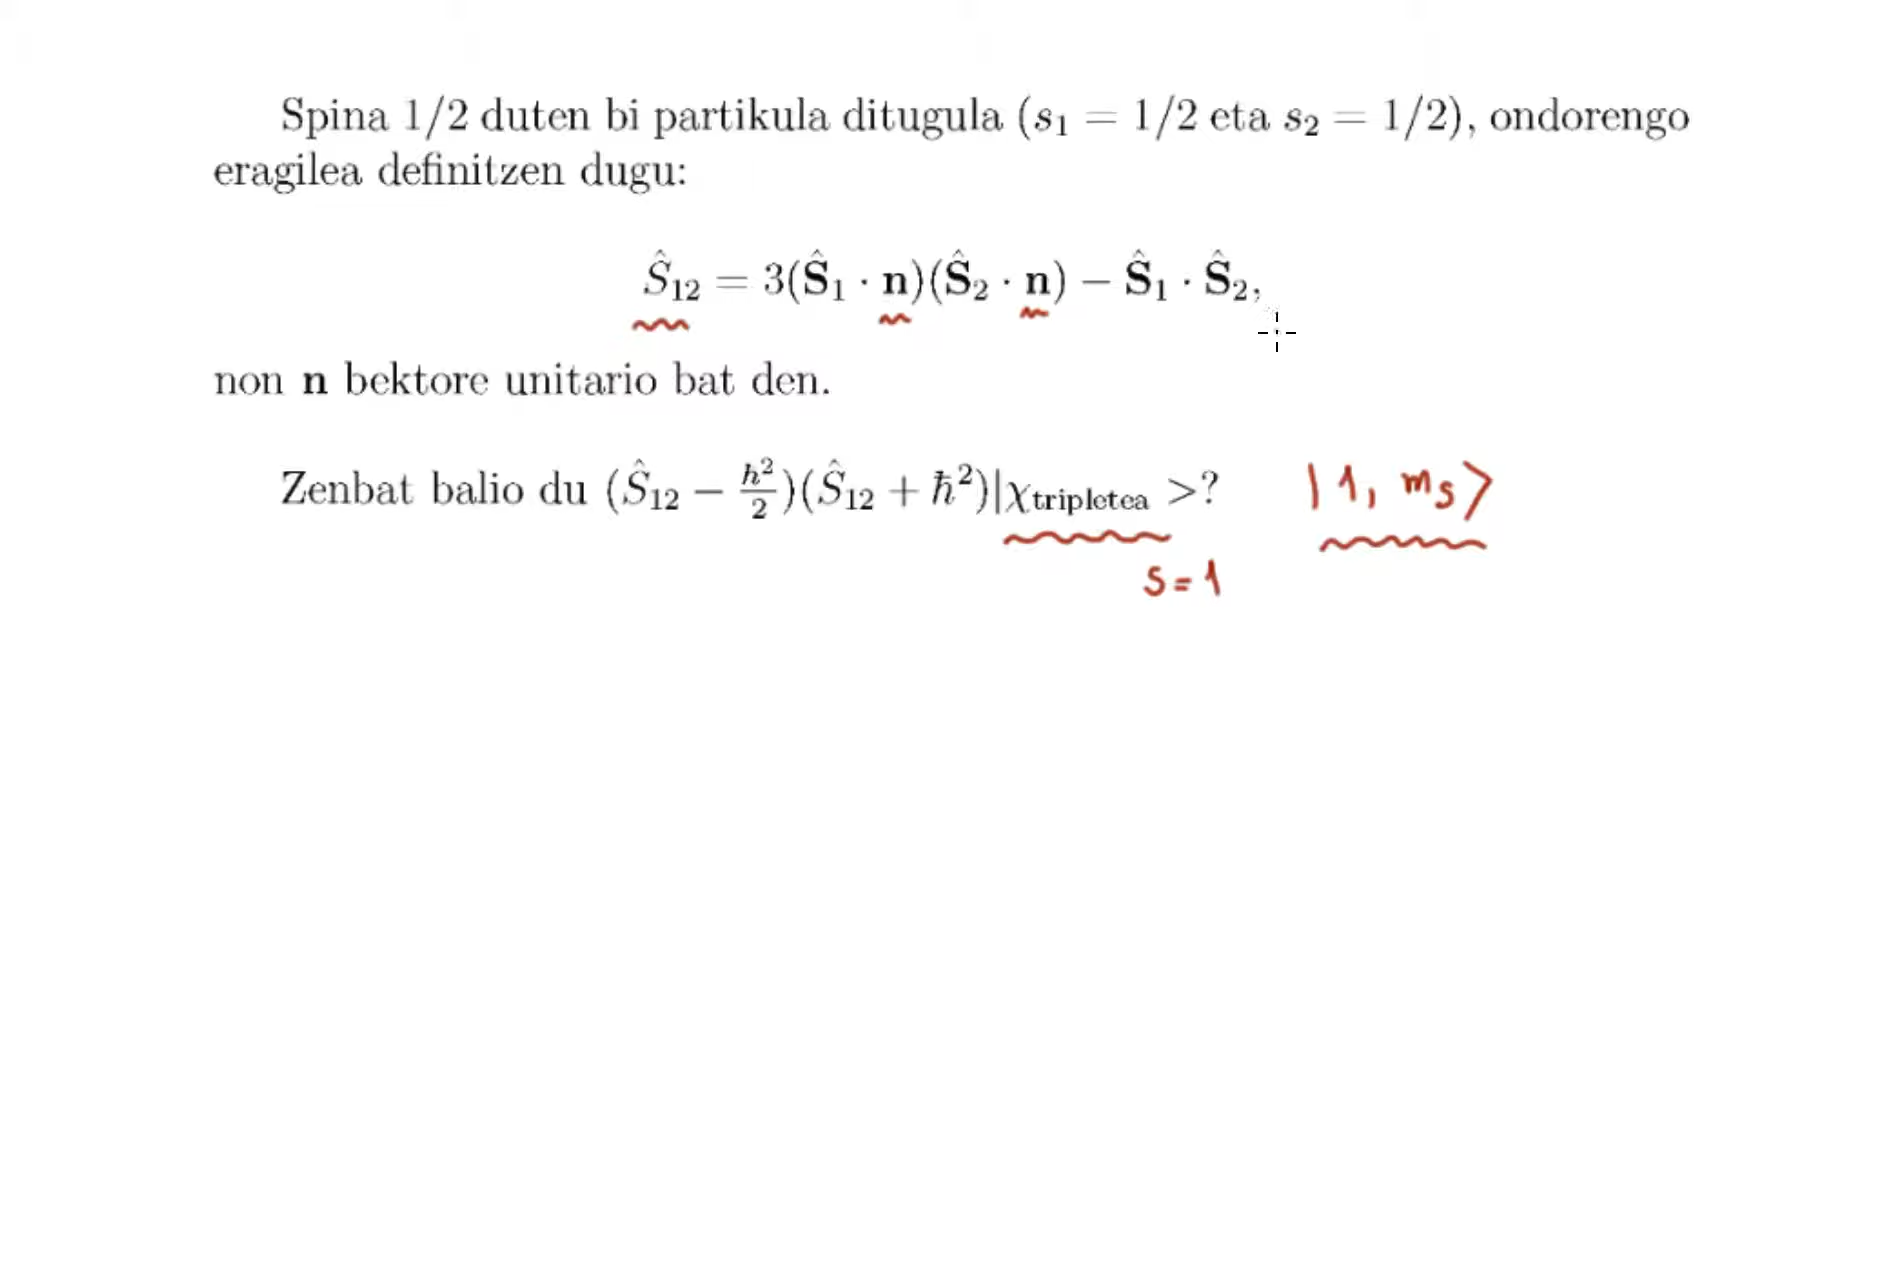 Spina 1/2 duten bi partikula ditugula (s₁ = 1/2 eta s₂ = 1/2), ondorengo
eragilea definitzen dugu:
Ŝ₁₂ = 3(Ŝ₁ · n)(Ŝ₂ · n) − Ŝ₁ · Ŝ₂,
non n bektore unitario bat den.
Zenbat balio du (Ŝ₁₂ − ħ²/2)(Ŝ₁₂ + ħ²)|χtripletea >? |1, mₛ⟩
S=1